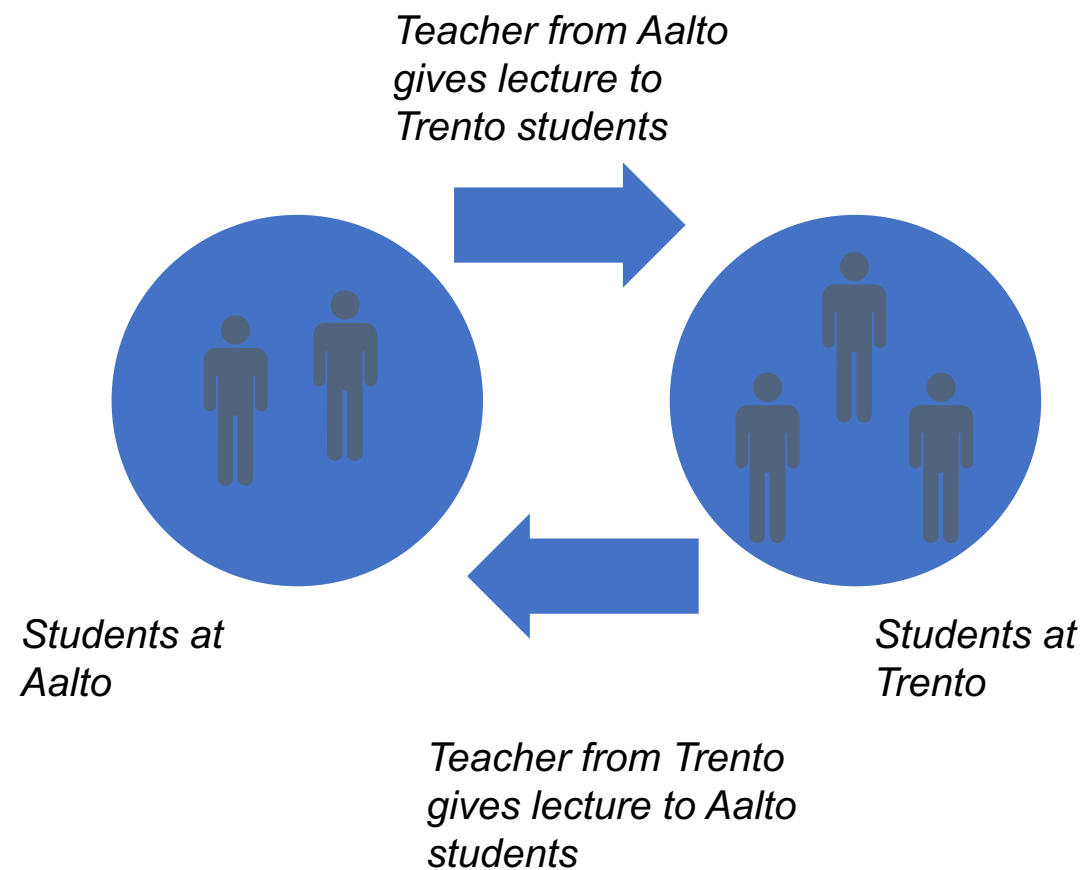 Teacher from Aalto
gives lecture to
Trento students
Students at
Aalto
Students at
Trento
Teacher from Trento
gives lecture to Aalto
students